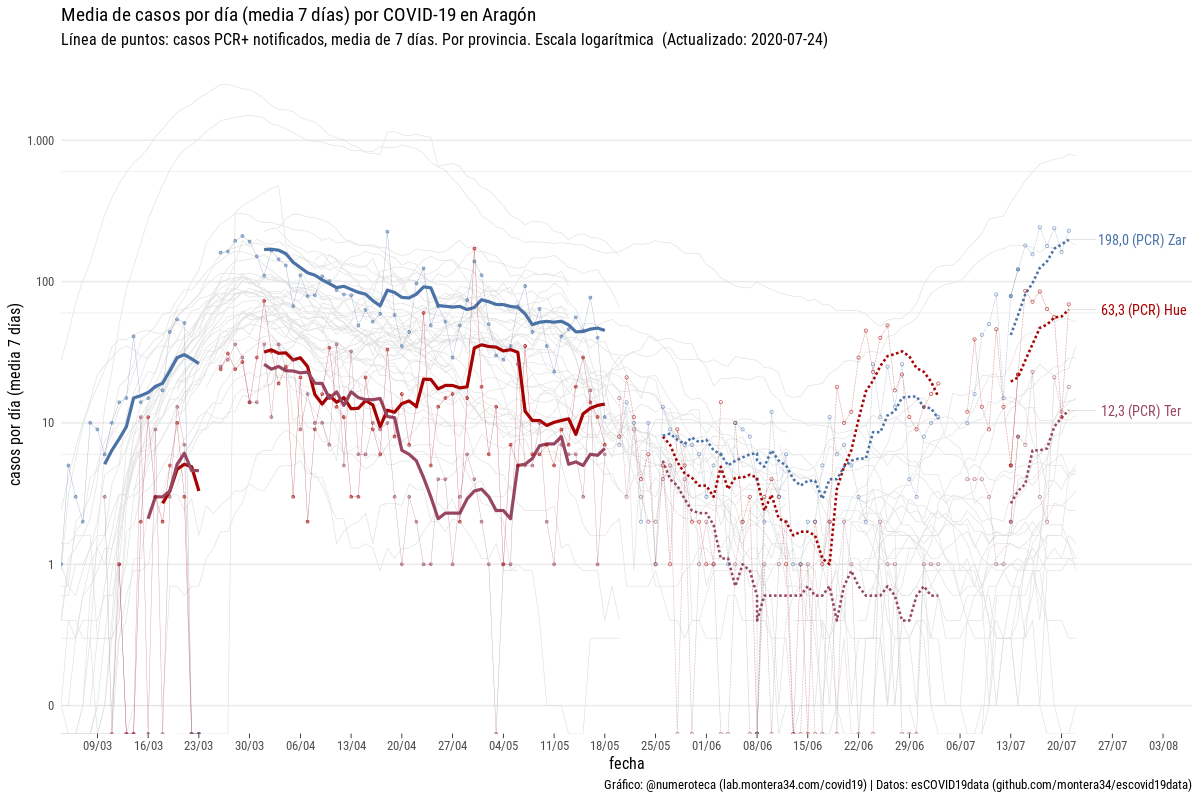 Media de casos por día (media 7 días) por COVID-19 en Aragón
Línea de puntos: casos PCR+ notificados, media de 7 días. Por provincia. Escala logarítmica  (Actualizado: 2020-07-24)
casos por día (media 7 días)
1.000
100
10
1
0
198,0 (PCR) Zar
63,3 (PCR) Hue
12,3 (PCR) Ter
09/03 16/03 23/03 30/03 06/04 13/04 20/04 27/04 04/05 11/05 18/05 25/05 01/06 08/06 15/06 22/06 29/06 06/07 13/07 20/07 27/07 03/08
fecha
Gráfico: @numeroteca (lab.montera34.com/covid19) | Datos: esCOVID19data (github.com/montera34/escovid19data)